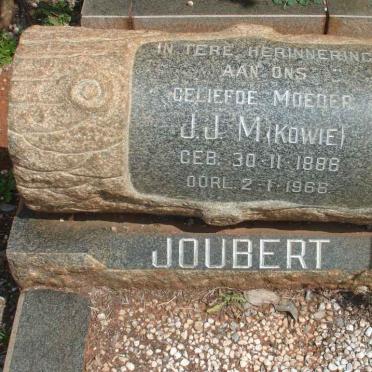 IN TERE HERINNERING
AAN ONS
GELIEFDE MOEDER
J.J. M. (KOWIE)
GEB. 30-11 1888
OORL. 2-1-1966
JOUBERT